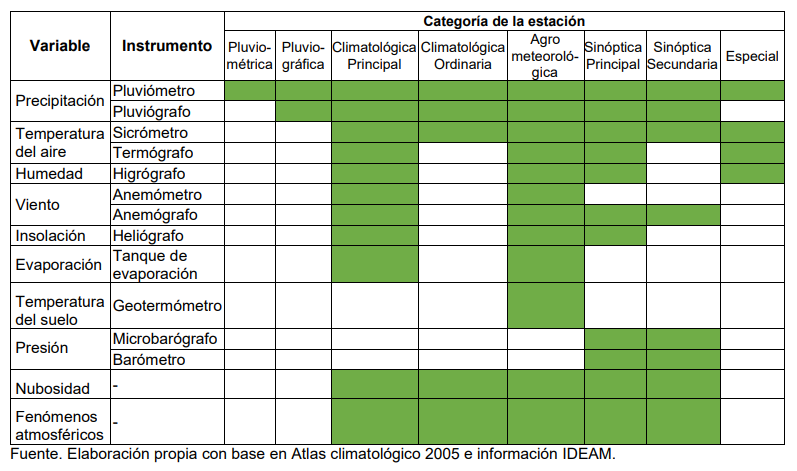 Variable Instrumento Categoría de la estación
Pluvio-métrica Pluvio-gráfica Climatológica Principal Climatológica Ordinaria Agro meteoroló-gica Sinóptica Principal Sinóptica Secundaria Especial
Precipitación Pluviómetro
Pluviógrafo
Temperatura del aire Sicrómetro
Termógrafo
Humedad Higrógrafo
Viento Anemómetro
Anemógrafo
Insolación Heliógrafo
Evaporación Tanque de evaporación
Temperatura del suelo Geotermómetro
Presión Microbarógrafo
Barómetro
Nubosidad -
Fenómenos atmosféricos -
Fuente. Elaboración propia con base en Atlas climatológico 2005 e información IDEAM.